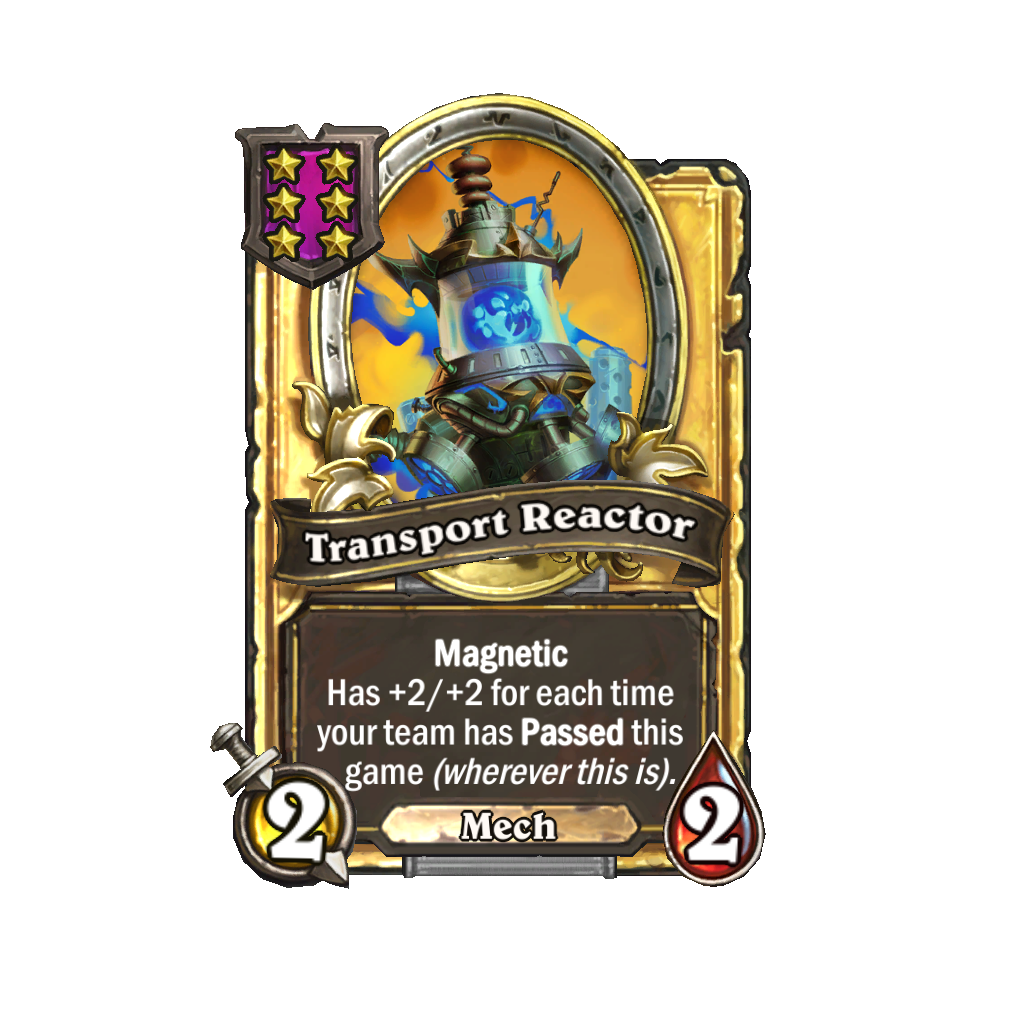 Transport Reactor
Magnetic
Has +2/+2 for each time
your team has Passed this
game (wherever this is).
2
Mech
2